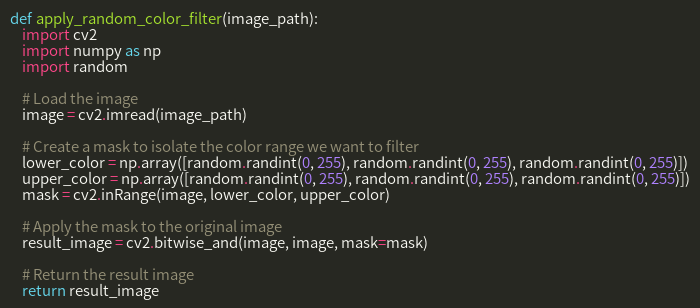 def apply_random_color_filter(image_path):
    import cv2
    import numpy as np
    import random

    # Load the image
    image = cv2.imread(image_path)

    # Create a mask to isolate the color range we want to filter
    lower_color = np.array([random.randint(0, 255), random.randint(0, 255), random.randint(0, 255)])
    upper_color = np.array([random.randint(0, 255), random.randint(0, 255), random.randint(0, 255)])
    mask = cv2.inRange(image, lower_color, upper_color)

    # Apply the mask to the original image
    result_image = cv2.bitwise_and(image, image, mask=mask)

    # Return the result image
    return result_image